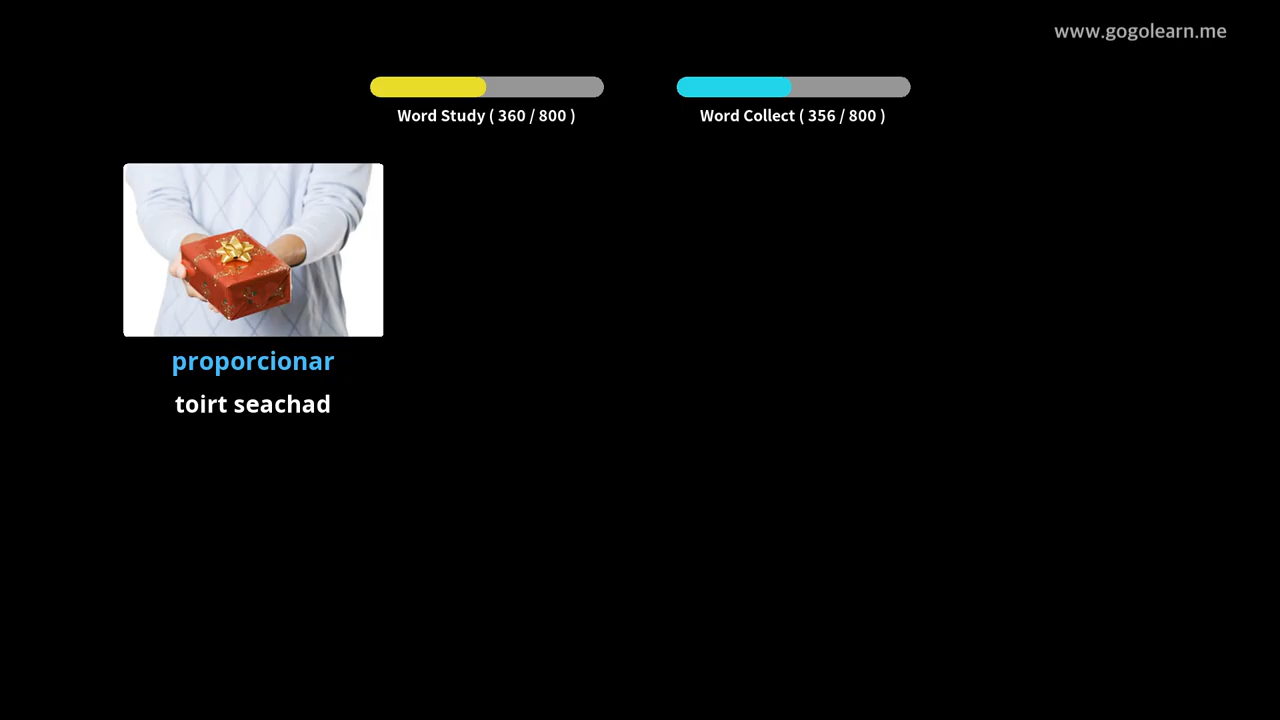 www.gogolearn.me
Word Study ( 360 / 800 )
Word Collect ( 356 / 800 )
proporcionar
toirt seachad